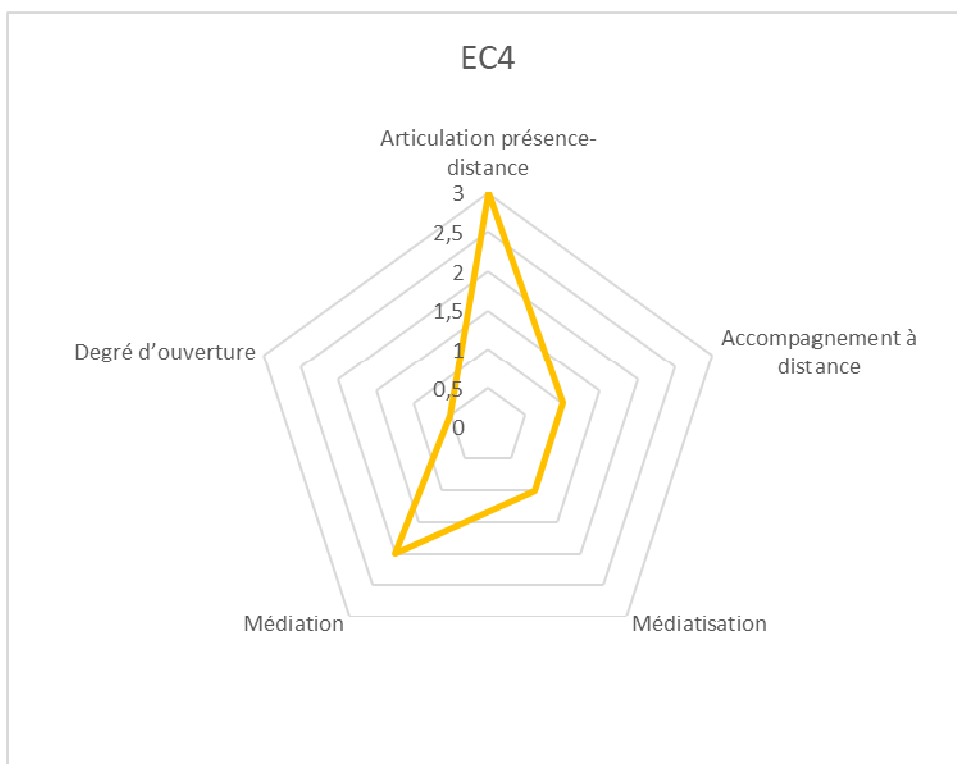 EC4
Articulation présence-
distance
3
2,5
2
1,5
1
0,5
0
Accompagnement à
distance
Médiatisation
Médiation
Degré d’ouverture